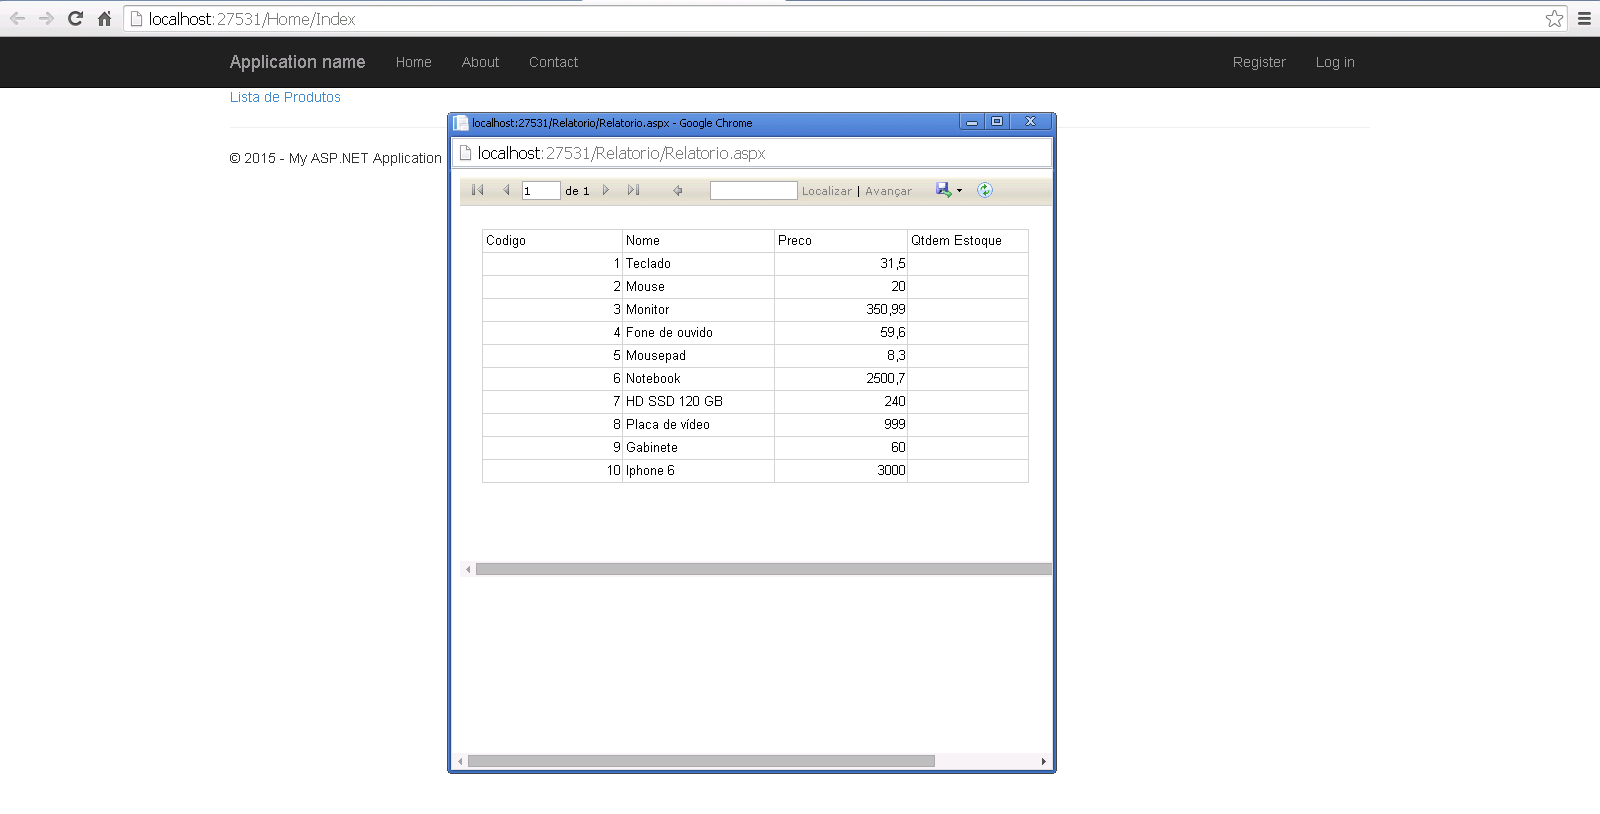 localhost:27531/Home/Index
Application name Home About Contact Register Log in
Lista de Produtos
© 2015 - My ASP.NET Application
localhost:27531/Relatorio/Relatorio.aspx - Google Chrome
localhost:27531/Relatorio/Relatorio.aspx
1 de 1 Localizar | Avançar
Codigo Nome Preco Qtdem Estoque
1 Teclado 31,5
2 Mouse 20
3 Monitor 350,99
4 Fone de ouvido 59,6
5 Mousepad 8,3
6 Notebook 2500,7
7 HD SSD 120 GB 240
8 Placa de vídeo 999
9 Gabinete 60
10 Iphone 6 3000